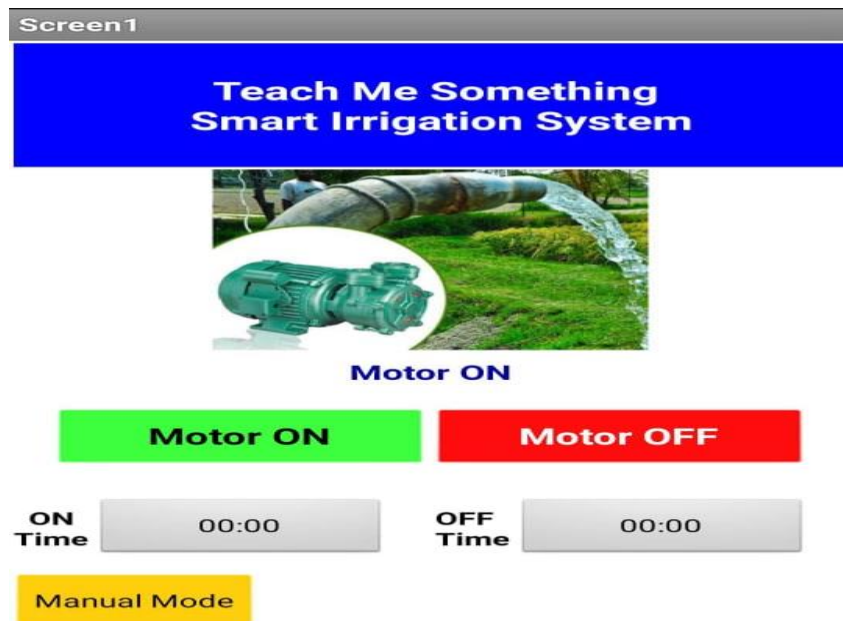 Screen1
Teach Me Something
Smart Irrigation System
Motor ON
Motor ON
Motor OFF
ON
Time
00:00
OFF
Time
00:00
Manual Mode